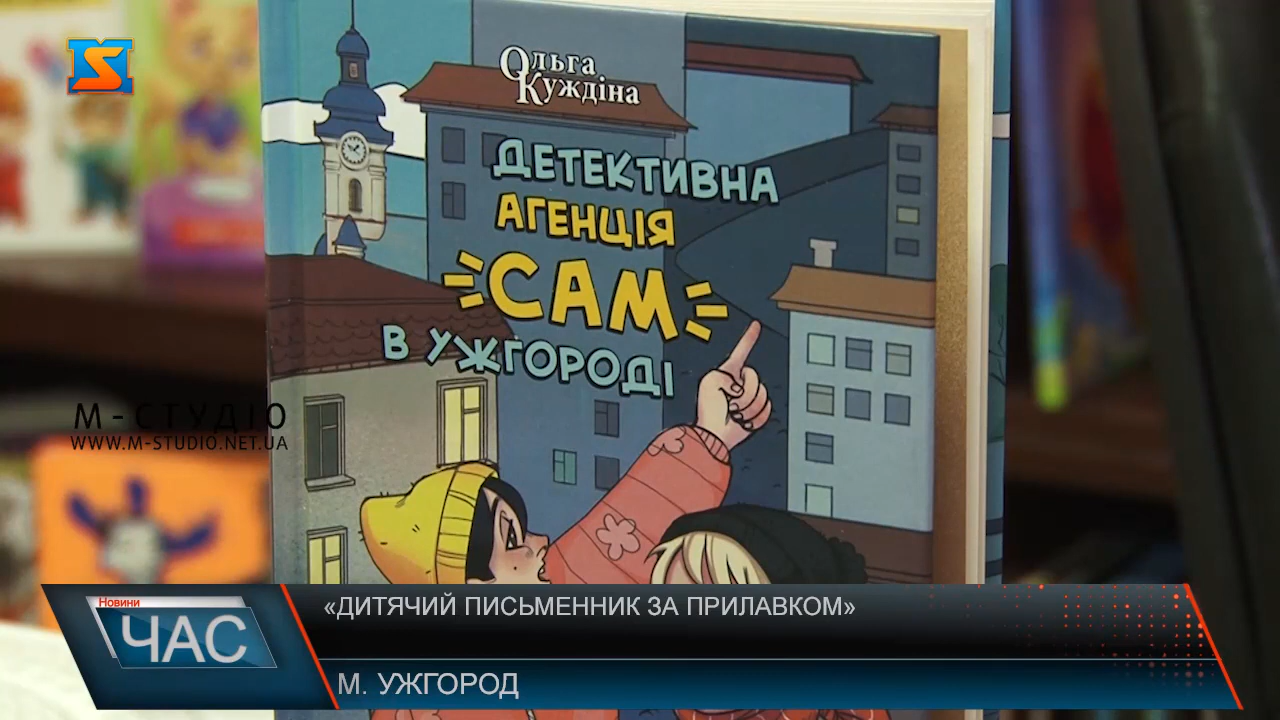 Ольга
Куждіна
ДЕТЕКТИВНА
АГЕНЦІЯ
САМ
В УЖГОРОДІ
М-СТУДІО
WWW.M-STUDIO.NET.UA
Новини
ЧАС
«ДИТЯЧИЙ ПИСЬМЕННИК ЗА ПРИЛАВКОМ»
М. УЖГОРОД